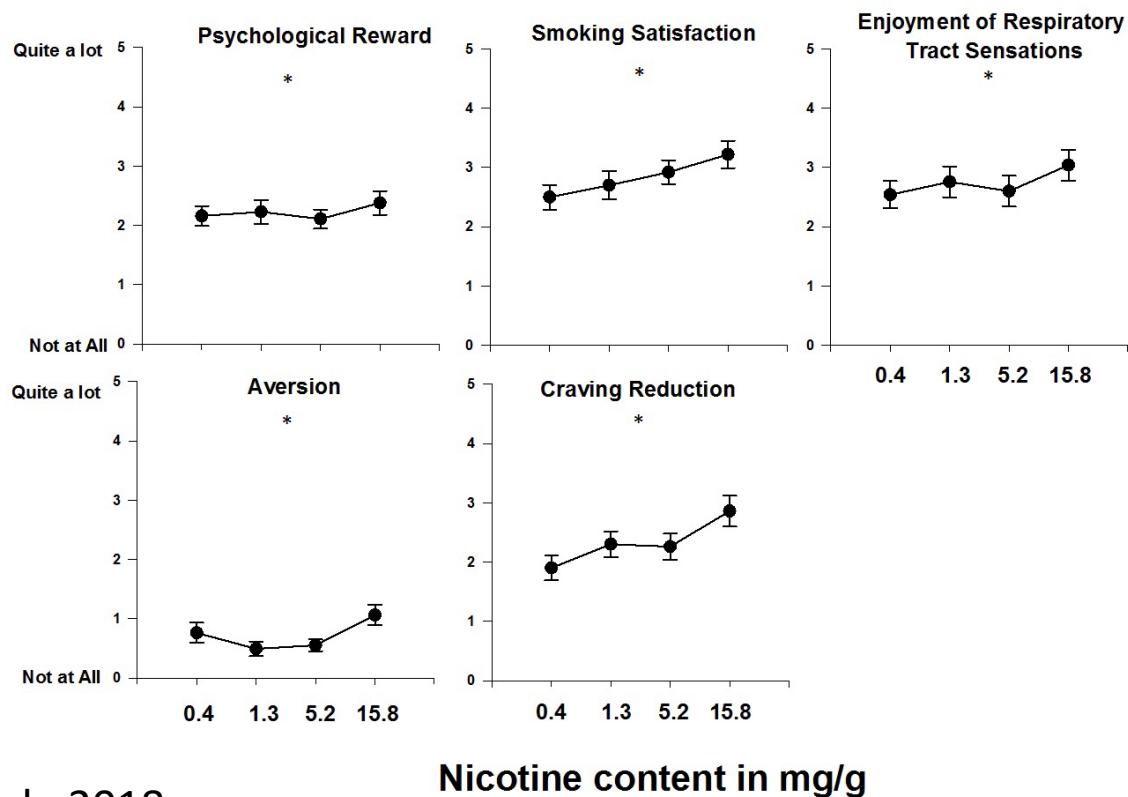 Psychological Reward
Quite a lot
5
*
4
3
2
1
Not at All 0
Smoking Satisfaction
5
*
4
3
2
1
0
Enjoyment of Respiratory
Tract Sensations
5
*
4
3
2
1
0
0.4 1.3 5.2 15.8
Aversion
Quite a lot
5
*
4
3
2
1
Not at All 0
0.4 1.3 5.2 15.8
Craving Reduction
5
*
4
3
2
1
0
0.4 1.3 5.2 15.8
Nicotine content in mg/g
2018